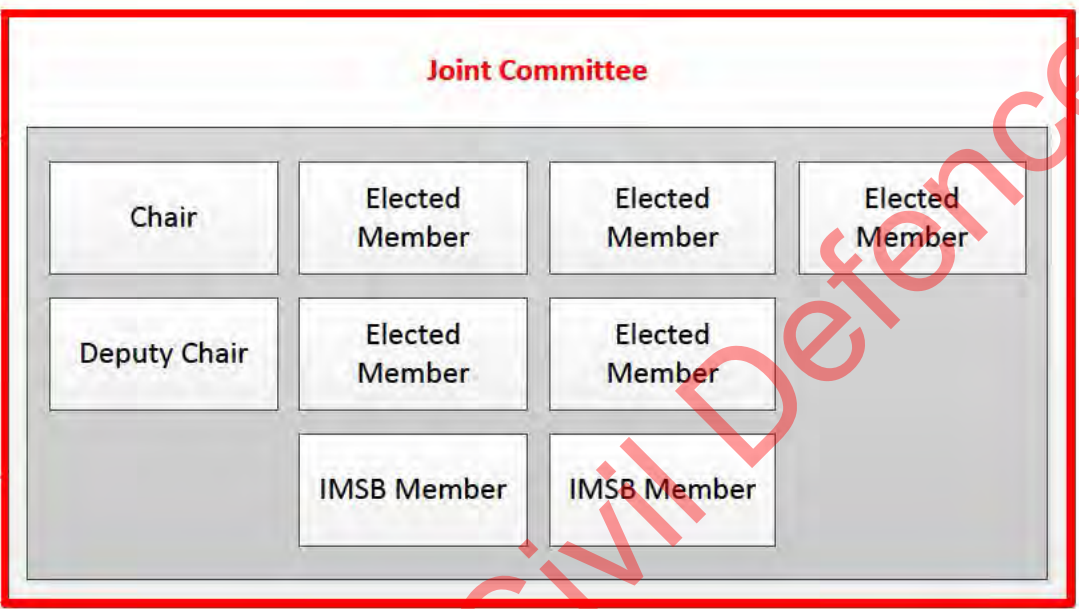 Joint Committee
Chair
Elected
Member
Elected
Member
Elected
Member
Deputy Chair
Elected
Member
Elected
Member
IMSB Member
IMSB Member
Civil Defence